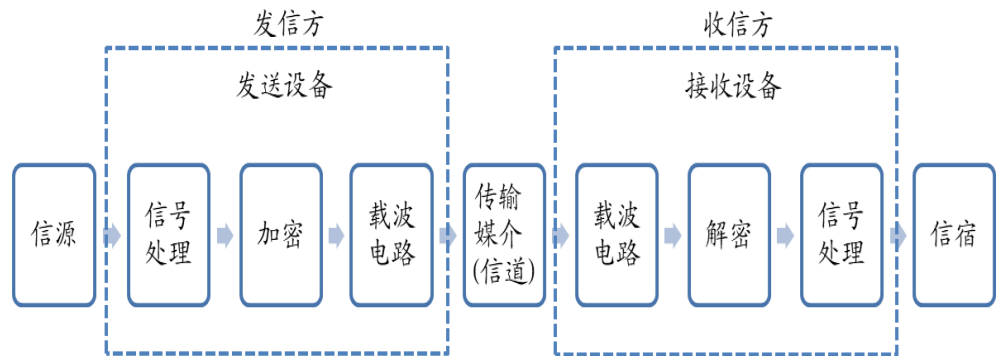 发信方
收信方
发送设备
接收设备
信源
信号
处理
加密
载波
电路
传输
媒介
(信道)
载波
电路
解密
信号
处理
信宿